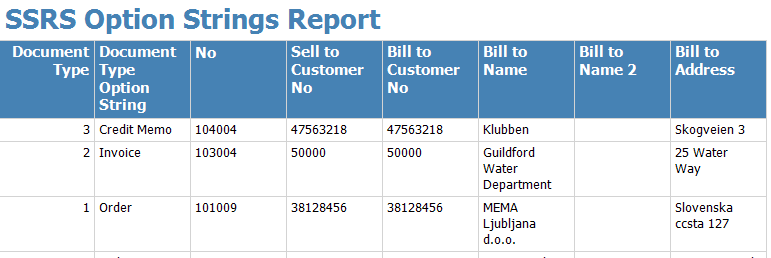 SSRS Option Strings Report
Document Type Document Type Option String No Sell to Customer No Bill to Customer No Bill to Name Bill to Name 2 Bill to Address
3 Credit Memo 104004 47563218 47563218 Klubben Skogveien 3
2 Invoice 103004 50000 50000 Guildford Water Department 25 Water Way
1 Order 101009 38128456 38128456 MEMA Ljubljana d.o.o. Slovenska ccsta 127